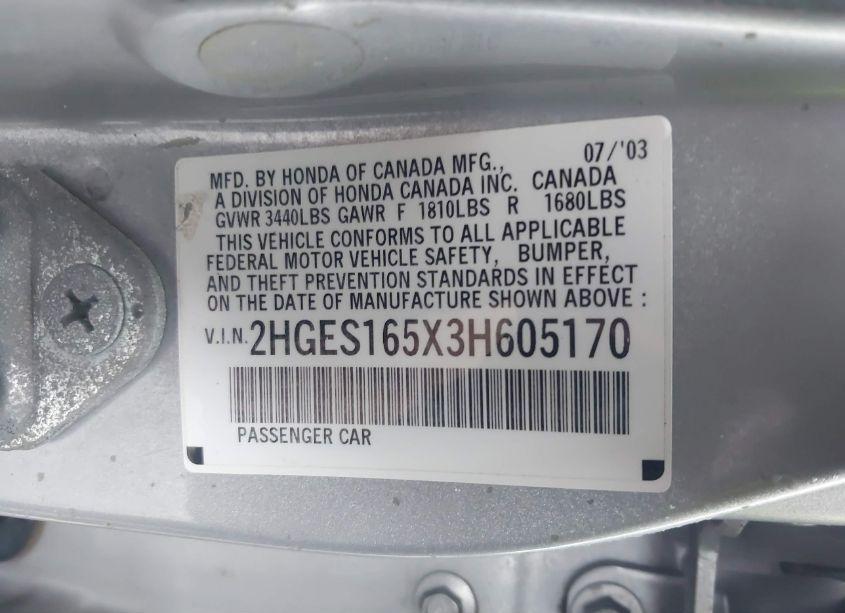 07/'03
MFD. BY HONDA OF CANADA MFG.,
A DIVISION OF HONDA CANADA INC. CANADA
GVWR 3440LBS GAWR F 1810LBS R 1680LBS
THIS VEHICLE CONFORMS TO ALL APPLICABLE
FEDERAL MOTOR VEHICLE SAFETY, BUMPER,
AND THEFT PREVENTION STANDARDS IN EFFECT
ON THE DATE OF MANUFACTURE SHOWN ABOVE :
V.I.N. 2HGES165X3H605170
PASSENGER CAR